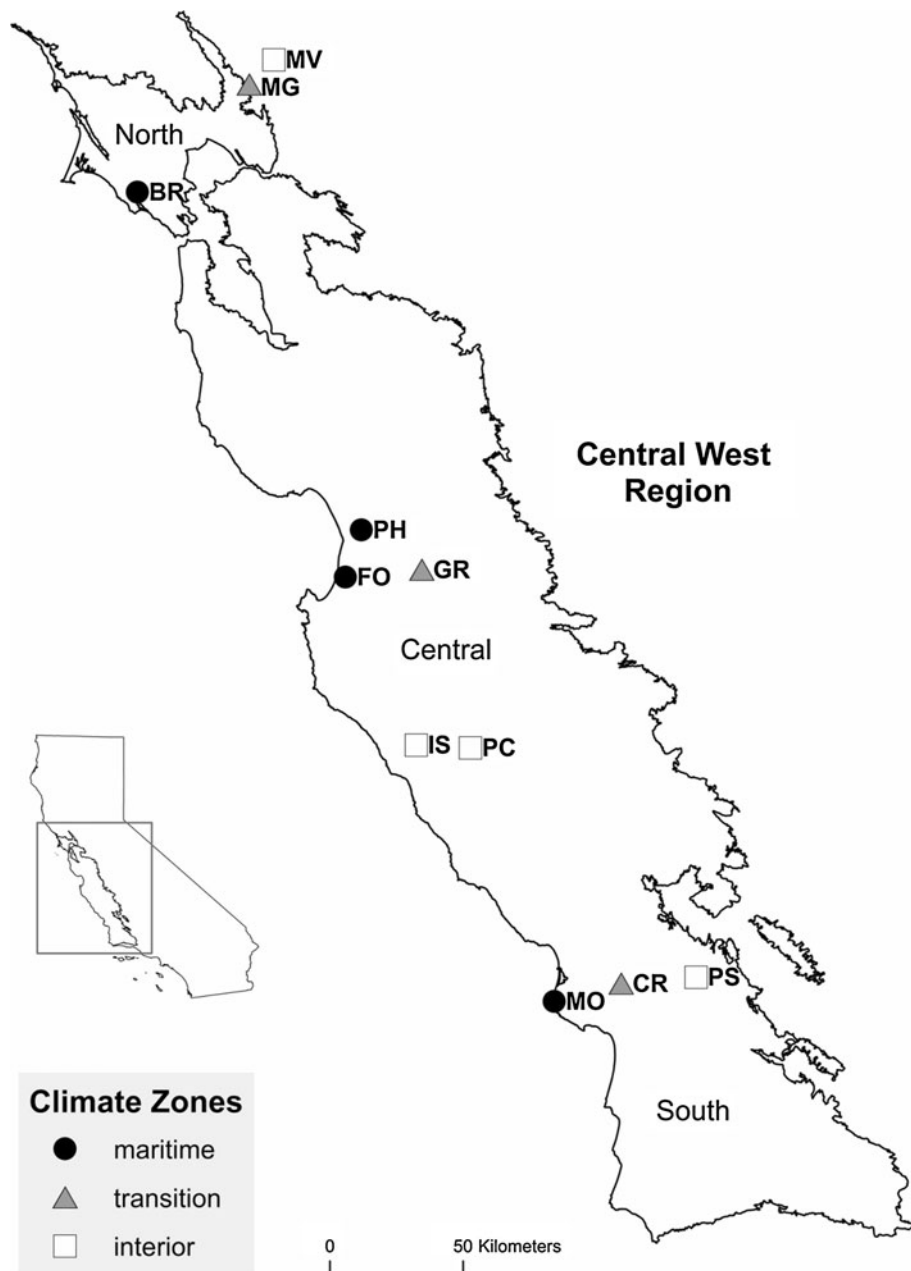 MV
MG
North
BR
Central West
Region
PH
FO
GR
Central
IS
PC
PS
CR
MO
South
Climate Zones
maritime
transition
interior
0 50 Kilometers